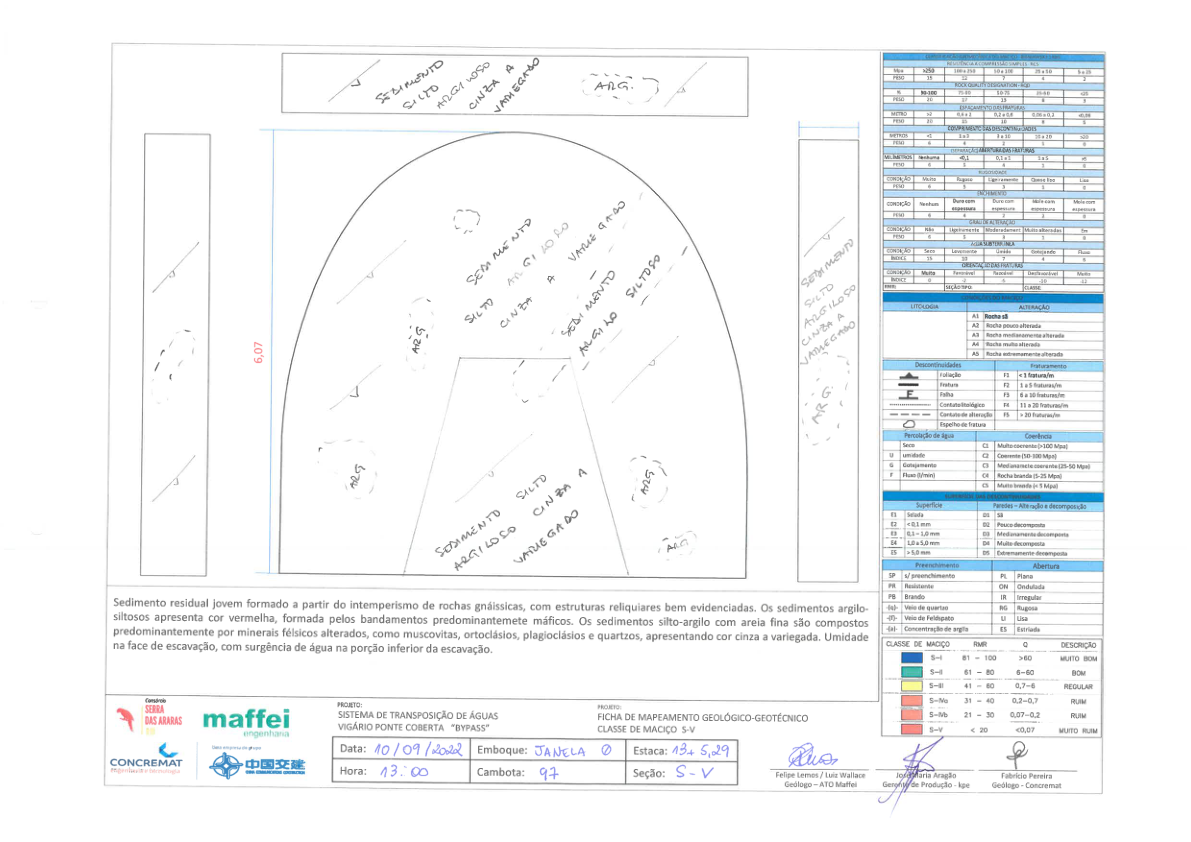 SEDIMENTO
SILTO
ARGILOSO
CINZA A
VARIEGADO
ARG.
6,07
SEDIMENTO
SILTO ARGILOSO
CINZA A VARIEGADO
SEDIMENTO
ARGILO SILTOSO
ARG
ARG
ARG
ARG
SEDIMENTO SILTO
ARGILOSO CINZA A
VARIEGADO
SEDIMENTO
SILTO
ARGILOSO
CINZA A
VARIEGADO
ARG.
Sedimento residual jovem formado a partir do intemperismo de rochas gnáissicas, com estruturas reliquiares bem evidenciadas. Os sedimentos argilo-
siltosos apresenta cor vermelha, formada pelos bandamentos predominantemete máficos. Os sedimentos silto-argilo com areia fina são compostos
predominantemente por minerais félsicos alterados, como muscovitas, ortoclásios, plagioclásios e quartzos, apresentando cor cinza a variegada. Umidade
na face de escavação, com surgência de água na porção inferior da escavação.
Consórcio
SERRA
DAS ARARAS
maffei
engenharia
CONCREMAT
中国交建
PROJETO:
SISTEMA DE TRANSPOSIÇÃO DE ÁGUAS
VIGÁRIO PONTE COBERTA "BYPASS"
PROJETO:
FICHA DE MAPEAMENTO GEOLÓGICO-GEOTÉCNICO
CLASSE DE MACIÇO S-V
Data: 10/09/2022 Emboque: JANELA 0 Estaca: 13+5,29
Hora: 13:00 Cambota: 97 Seção: S-V
Felipe Lemos / Luiz Wallace
Geólogo – ATO Maffei
José Maria Aragão
Gerente de Produção - kpe
Fabrício Pereira
Geólogo - Concremat
RESISTÊNCIA A COMPRESSÃO SIMPLES - RCS
Mpa ≥250 100 a 250 50 a 100 25 a 50 5 a 25
PESO 15 12 7 4 2
ROCK QUALITY DESIGNATION - RQD
% 90-100 75-90 50-75 25-50 <25
PESO 20 17 13 8 3
ESPAÇAMENTO DAS FRATURAS
PESO 20 15 10 8 5
COMPRIMENTO DAS DESCONTINUIDADES
METROS <1 1 a 3 3 a 10 10 a 20 >20
PESO 6 4 2 1 0
SEPARAÇÃO/ABERTURA DAS FRATURAS
MILÍMETROS Nenhuma <0,1 0,1 a 1 1 a 5 >5
PESO 6 5 4 1 0
RUGOSIDADE
CONDIÇÃO Muito Rugosa Ligeiramente Quase liso Lisa
PESO 6 5 3 1 0
CONDIÇÃO Nenhum Duro com espessura Duro com espessura Mole com espessura Mole com espessura
PESO 6 4 2 2 0
GRAU DE ALTERAÇÃO
CONDIÇÃO Não Ligeiramente Moderadament Muito alteradas Em
PESO 6 5 3 1 0
ÁGUA SUBTERRÂNEA
CONDIÇÃO Seco Levemente Úmido Gotejando Fluxo
ÍNDICE 15 10 7 4 0
ORIENTAÇÃO DAS FRATURAS
CONDIÇÃO Muito Favorável Razoável Desfavorável Muito
ÍNDICE 0 -2 -5 -10 -12
RMR: SEÇÃO TIPO: CLASSE:
LITOLOGIA ALTERAÇÃO
A1 Rocha sã
A2 Rocha pouco alterada
A3 Rocha medianamente alterada
A4 Rocha muito alterada
A5 Rocha extremamente alterada
Descontinuidades Fraturamento
Foliação F1 < 1 fratura/m
Fratura F2 1 a 5 fraturas/m
Falha F3 6 a 10 fraturas/m
Contato litológico F4 11 a 20 fraturas/m
Contato de alteração F5 > 20 fraturas/m
Espelho de fratura
Percolação de água Coerência
Seco C1 Muito coerente (>100 Mpa)
U umidade C2 Coerente (50-100 Mpa)
G Gotejamento C3 Medianamete coerente (25-50 Mpa)
F Fluxo (l/min) C4 Rocha branda (5-25 Mpa)
C5 Muito branda (< 5 Mpa)
Superfície Paredes – Alteração e decomposição
E1 Selada D1 Sã
E2 < 0,1 mm D2 Pouco decomposta
E3 0,1 – 1,0 mm D3 Medianamente decomposta
E4 1,0 a 5,0 mm D4 Muito decomposta
E5 > 5,0 mm D5 Extremamente decomposta
Preenchimento Abertura
SP s/ preenchimento PL Plana
PR Resistente ON Ondulada
PB Brando IR Irregular
-(q)- Veio de quartzo RG Rugosa
-(f)- Veio de Feldspato LI Lisa
-(a)- Concentração de argila ES Estriada
CLASSE DE MACIÇO RMR Q DESCRIÇÃO
S-I 81 – 100 >60 MUITO BOM
S-II 61 – 80 6–60 BOM
S-III 41 – 60 0,7–6 REGULAR
S-IVa 31 – 40 0,2–0,7 RUIM
S-IVb 21 – 30 0,07–0,2 RUIM
S-V < 20 <0,07 MUITO RUIM